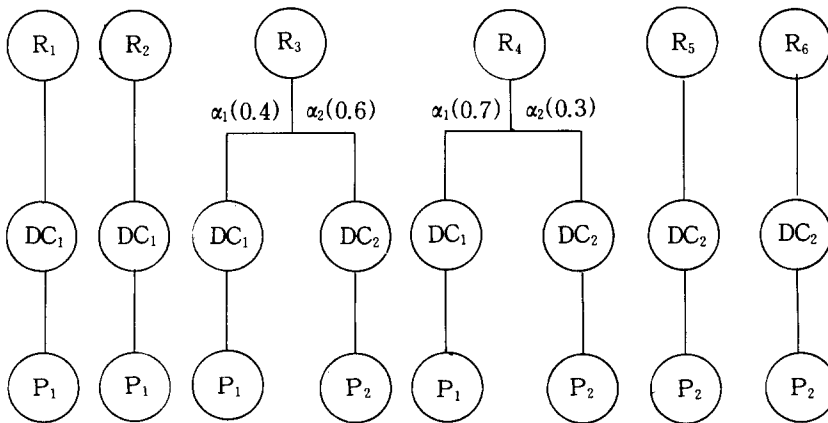 R₁ R₂ R₃ R₄ R₅ R₆
α₁(0.4) α₂(0.6) α₁(0.7) α₂(0.3)
DC₁ DC₁ DC₁ DC₂ DC₁ DC₂ DC₂ DC₂
P₁ P₁ P₁ P₂ P₁ P₂ P₂ P₂